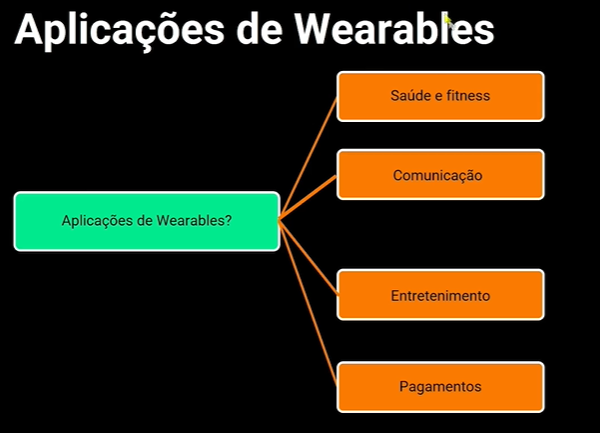 Aplicações de Wearables
Saúde e fitness
Comunicação
Aplicações de Wearables?
Entretenimento
Pagamentos